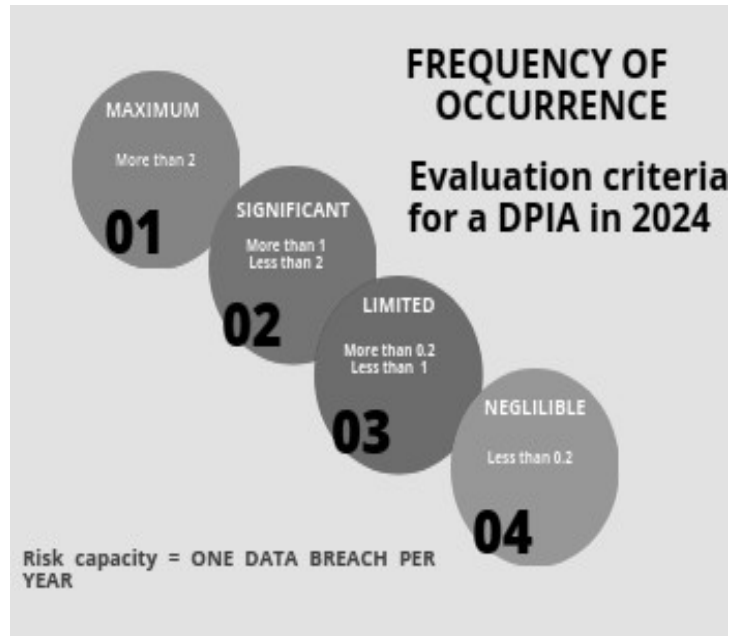 FREQUENCY OF
OCCURRENCE
Evaluation criteria
for a DPIA in 2024
MAXIMUM
More than 2
01
SIGNIFICANT
More than 1
Less than 2
02
LIMITED
More than 0.2
Less than 1
03
NEGLILIBLE
Less than 0.2
04
Risk capacity = ONE DATA BREACH PER
YEAR